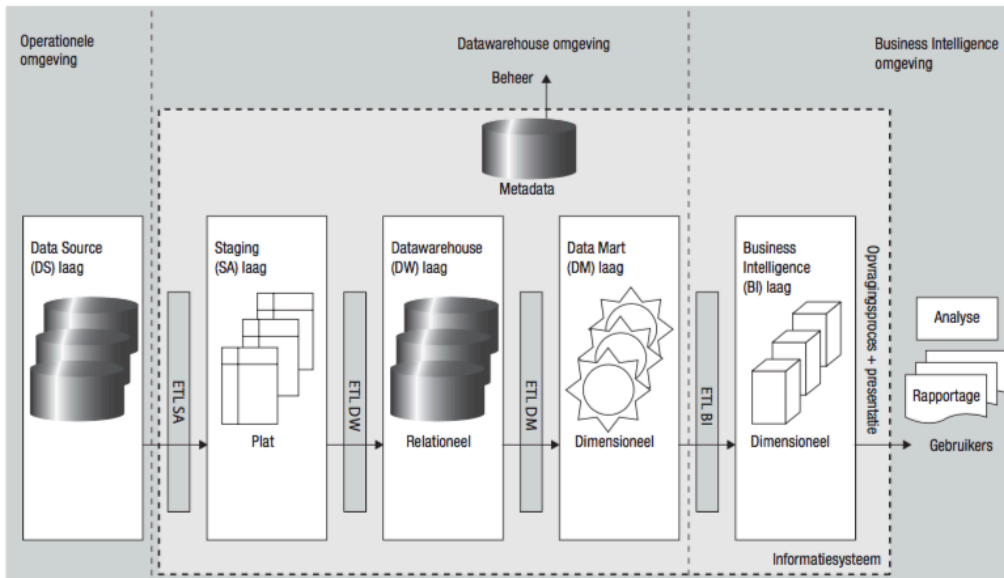 Operationele
omgeving
Datawarehouse omgeving
Business Intelligence
omgeving
Beheer
Metadata
Data Source
(DS) laag
ETL SA
Staging
(SA) laag
Plat
ETL DW
Datawarehouse
(DW) laag
Relationeel
ETL DM
Data Mart
(DM) laag
Dimensioneel
ETL BI
Business
Intelligence
(BI) laag
Dimensioneel
Opvragingsproces + presentatie
Analyse
Rapportage
Gebruikers
Informatiesysteem